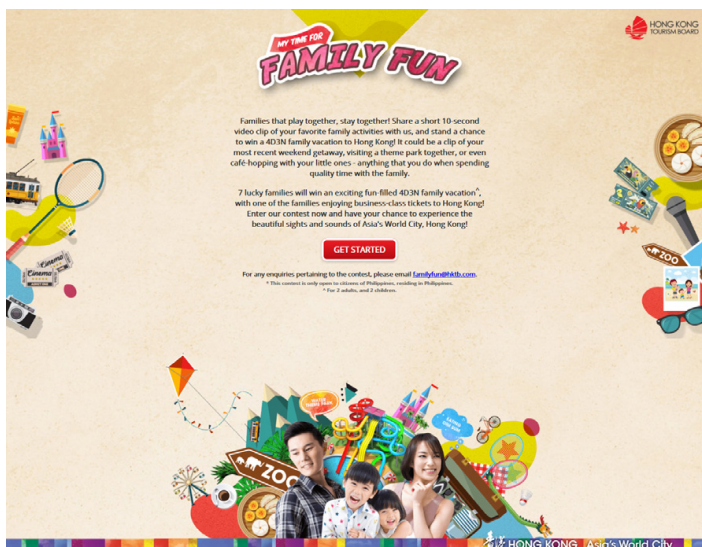 HONG KONG
TOURISM BOARD
MY TIME FOR
FAMILY FUN
Families that play together, stay together! Share a short 10-second
video clip of your favorite family activities with us, and stand a chance
to win a 4D3N family vacation to Hong Kong! It could be a clip of your
most recent weekend getaway, visiting a theme park together, or even
café-hopping with your little ones - anything that you do when spending
quality time with the family.
7 lucky families will win an exciting fun-filled 4D3N family vacation^,
with one of the families enjoying business-class tickets to Hong Kong!
Enter our contest now and have your chance to experience the
beautiful sights and sounds of Asia's World City, Hong Kong!
GET STARTED
For any enquiries pertaining to the contest, please email familyfun@hktb.com.
* This contest is only open to citizens of Philippines, residing in Philippines.
^ For 2 adults, and 2 children.
Cinema
Cinema
ZOO
ZOO
HONG KONG Asia's World City